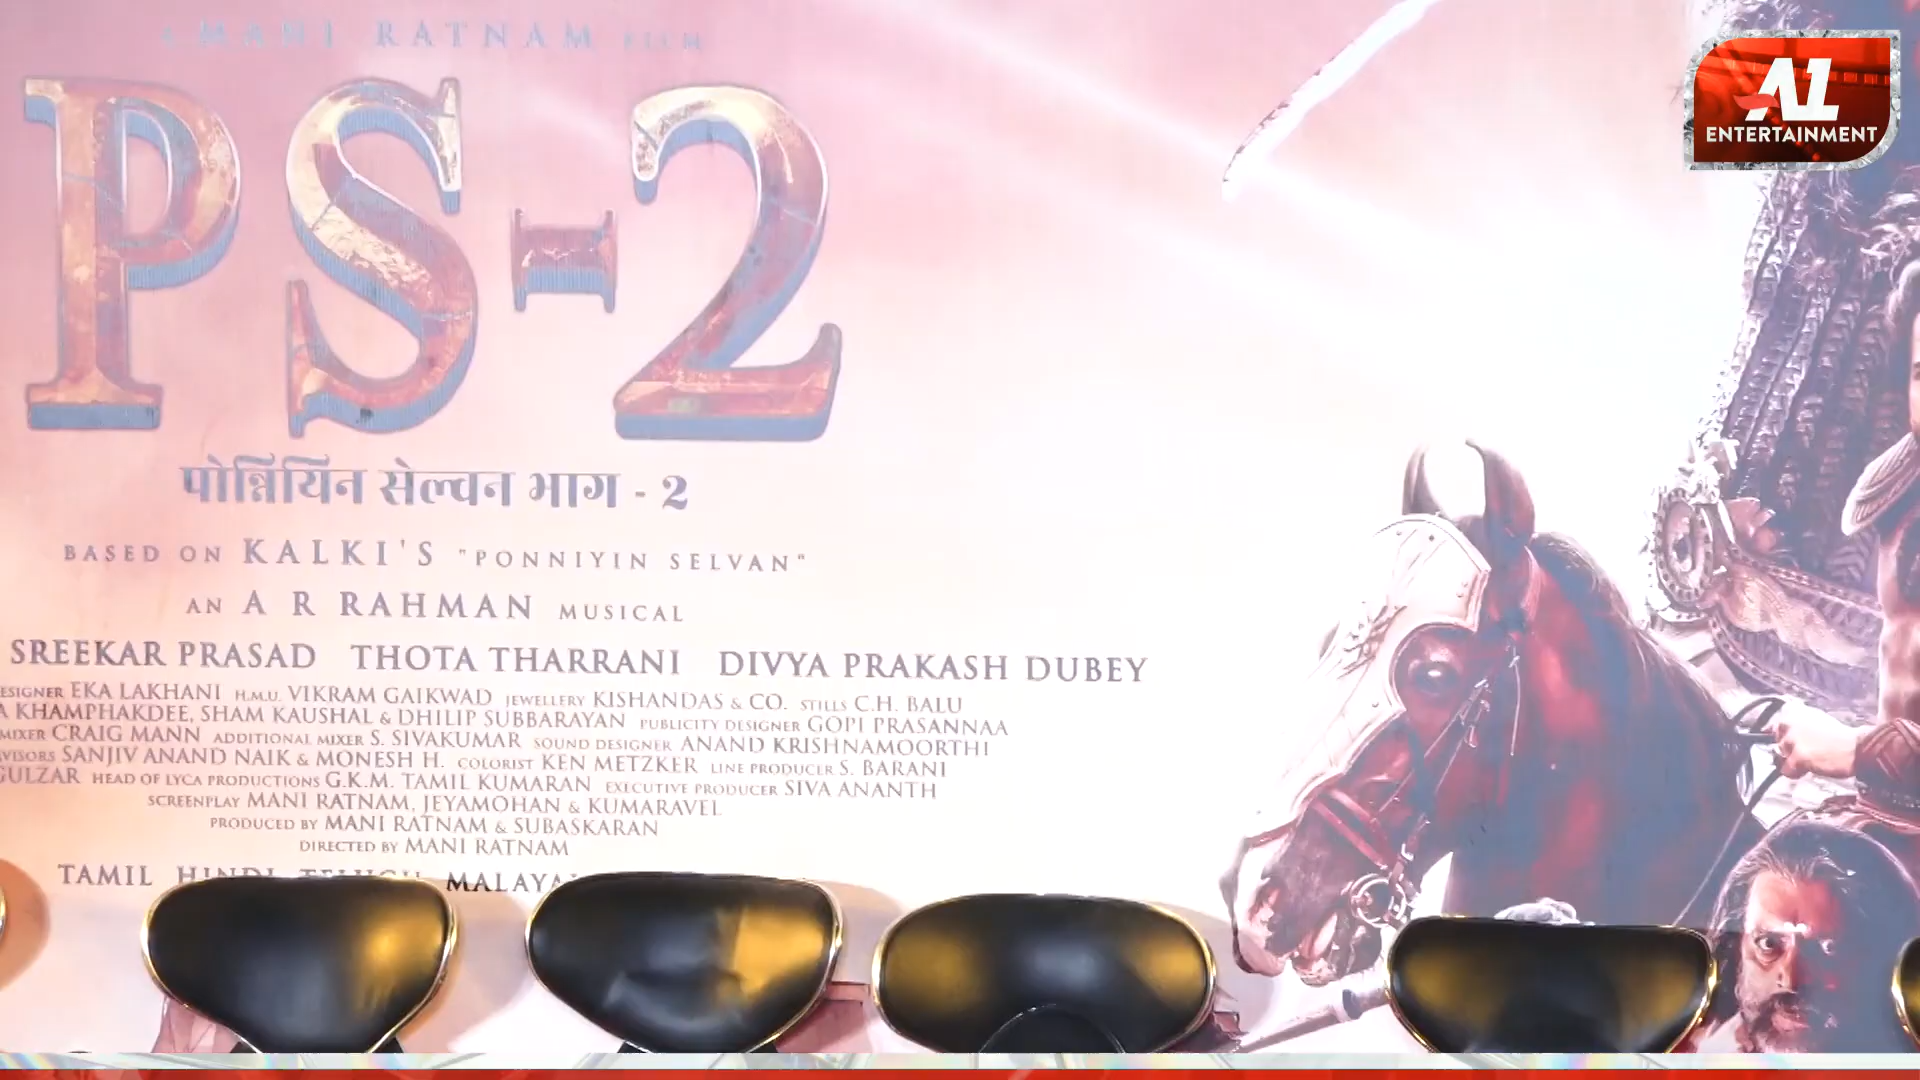 A MANI RATNAM FILM
PS-2
पोन्नियिन सेल्वन भाग - 2
BASED ON KALKI'S "PONNIYIN SELVAN"
AN A R RAHMAN MUSICAL
SREEKAR PRASAD THOTA THARRANI DIVYA PRAKASH DUBEY
EKA LAKHANI H.M.U. VIKRAM GAIKWAD JEWELLERY KISHANDAS & CO. STILLS C.H. BALU
KHAMPHAKDEE, SHAM KAUSHAL & DHILIP SUBBARAYAN PUBLICITY DESIGNER GOPI PRASANNAA
MIXER CRAIG MANN ADDITIONAL MIXER S. SIVAKUMAR SOUND DESIGNER ANAND KRISHNAMOORTHI
SANJIV ANAND NAIK & MONESH H. COLORIST KEN METZKER LINE PRODUCER S. BARANI
GULZAR HEAD OF LYCA PRODUCTIONS G.K.M. TAMIL KUMARAN EXECUTIVE PRODUCER SIVA ANANTH
SCREENPLAY MANI RATNAM, JEYAMOHAN & KUMARAVEL
PRODUCED BY MANI RATNAM & SUBASKARAN
DIRECTED BY MANI RATNAM
TAMIL HINDI TELUGU MALAYA
A1
ENTERTAINMENT